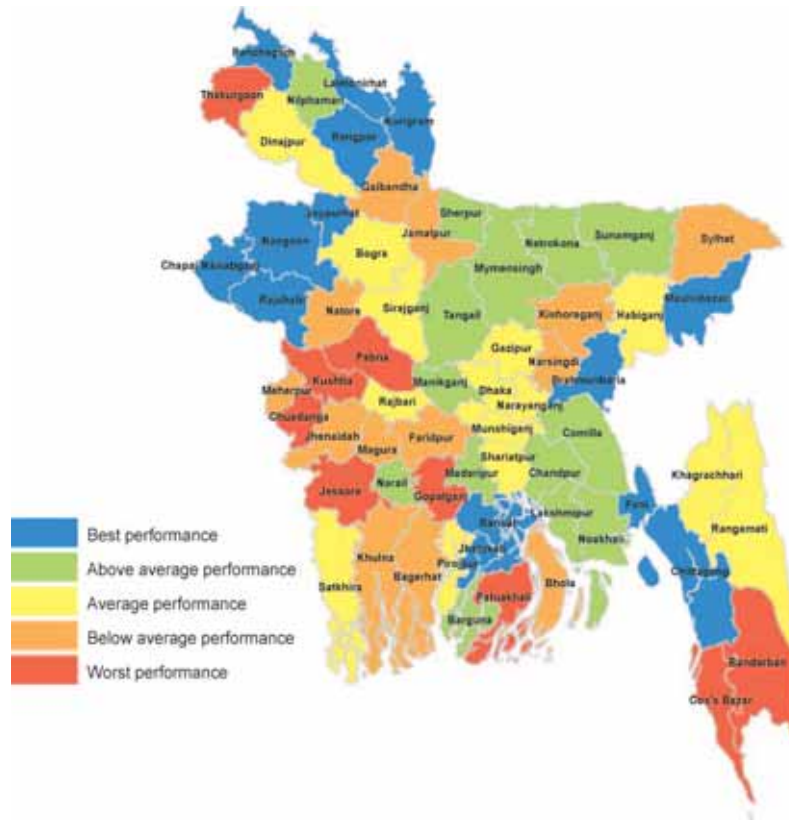 Panchagarh
Thakurgaon
Nilphamari
Lalmonirhat
Dinajpur
Rangpur
Kurigram
Gaibandha
Joypurhat
Sherpur
Naogaon
Jamalpur
Netrokona
Sunamganj
Sylhet
Bogra
Mymensingh
Chapai Nawabganj
Rajshahi
Maulvibazar
Natore
Sirajganj
Tangail
Kishoreganj
Habiganj
Pabna
Gazipur
Narsingdi
Kushtia
Manikganj
Brahmanbaria
Meherpur
Rajbari
Dhaka
Narayanganj
Chuadanga
Jhenaidah
Faridpur
Munshiganj
Comilla
Magura
Shariatpur
Madaripur
Chandpur
Khagrachhari
Jessore
Narail
Gopalganj
Barisal
Lakshmipur
Feni
Rangamati
Noakhali
Khulna
Jhalokati
Pirojpur
Satkhira
Bagerhat
Bhola
Chittagong
Patuakhali
Barguna
Bandarban
Cox's Bazar
Best performance
Above average performance
Average performance
Below average performance
Worst performance